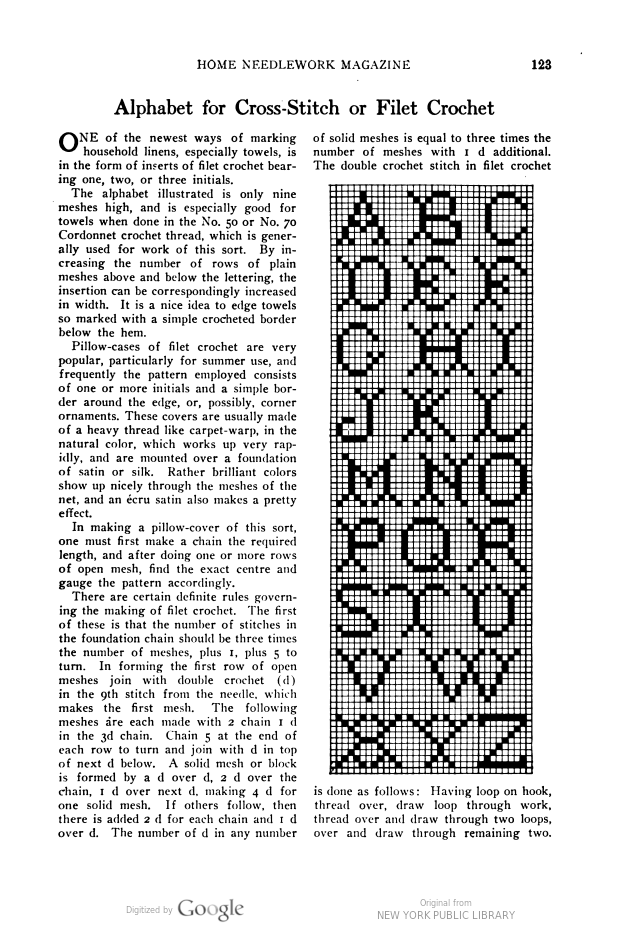 HOME NEEDLEWORK MAGAZINE 123
Alphabet for Cross-Stitch or Filet Crochet
ONE of the newest ways of marking
household linens, especially towels, is
in the form of inserts of filet crochet bear-
ing one, two, or three initials.
The alphabet illustrated is only nine
meshes high, and is especially good for
towels when done in the No. 50 or No. 70
Cordonnet crochet thread, which is gener-
ally used for work of this sort. By in-
creasing the number of rows of plain
meshes above and below the lettering, the
insertion can be correspondingly increased
in width. It is a nice idea to edge towels
so marked with a simple crocheted border
below the hem.
Pillow-cases of filet crochet are very
popular, particularly for summer use, and
frequently the pattern employed consists
of one or more initials and a simple bor-
der around the edge, or, possibly, corner
ornaments. These covers are usually made
of a heavy thread like carpet-warp, in the
natural color, which works up very rap-
idly, and are mounted over a foundation
of satin or silk. Rather brilliant colors
show up nicely through the meshes of the
net, and an écru satin also makes a pretty
effect.
In making a pillow-cover of this sort,
one must first make a chain the required
length, and after doing one or more rows
of open mesh, find the exact centre and
gauge the pattern accordingly.
There are certain definite rules govern-
ing the making of filet crochet. The first
of these is that the number of stitches in
the foundation chain should be three times
the number of meshes, plus 1, plus 5 to
turn. In forming the first row of open
meshes join with double crochet (d)
in the 9th stitch from the needle, which
makes the first mesh. The following
meshes are each made with 2 chain 1 d
in the 3d chain. Chain 5 at the end of
each row to turn and join with d in top
of next d below. A solid mesh or block
is formed by a d over d, 2 d over the
chain, 1 d over next d, making 4 d for
one solid mesh. If others follow, then
there is added 2 d for each chain and 1 d
over d. The number of d in any number
of solid meshes is equal to three times the
number of meshes with 1 d additional.
The double crochet stitch in filet crochet
A B C
D E F
G H I
J K L
M N O
P Q R
S T U
V W
X Y Z
is done as follows: Having loop on hook,
thread over, draw loop through work,
thread over and draw through two loops,
over and draw through remaining two.
Digitized by Google
Original from
NEW YORK PUBLIC LIBRARY